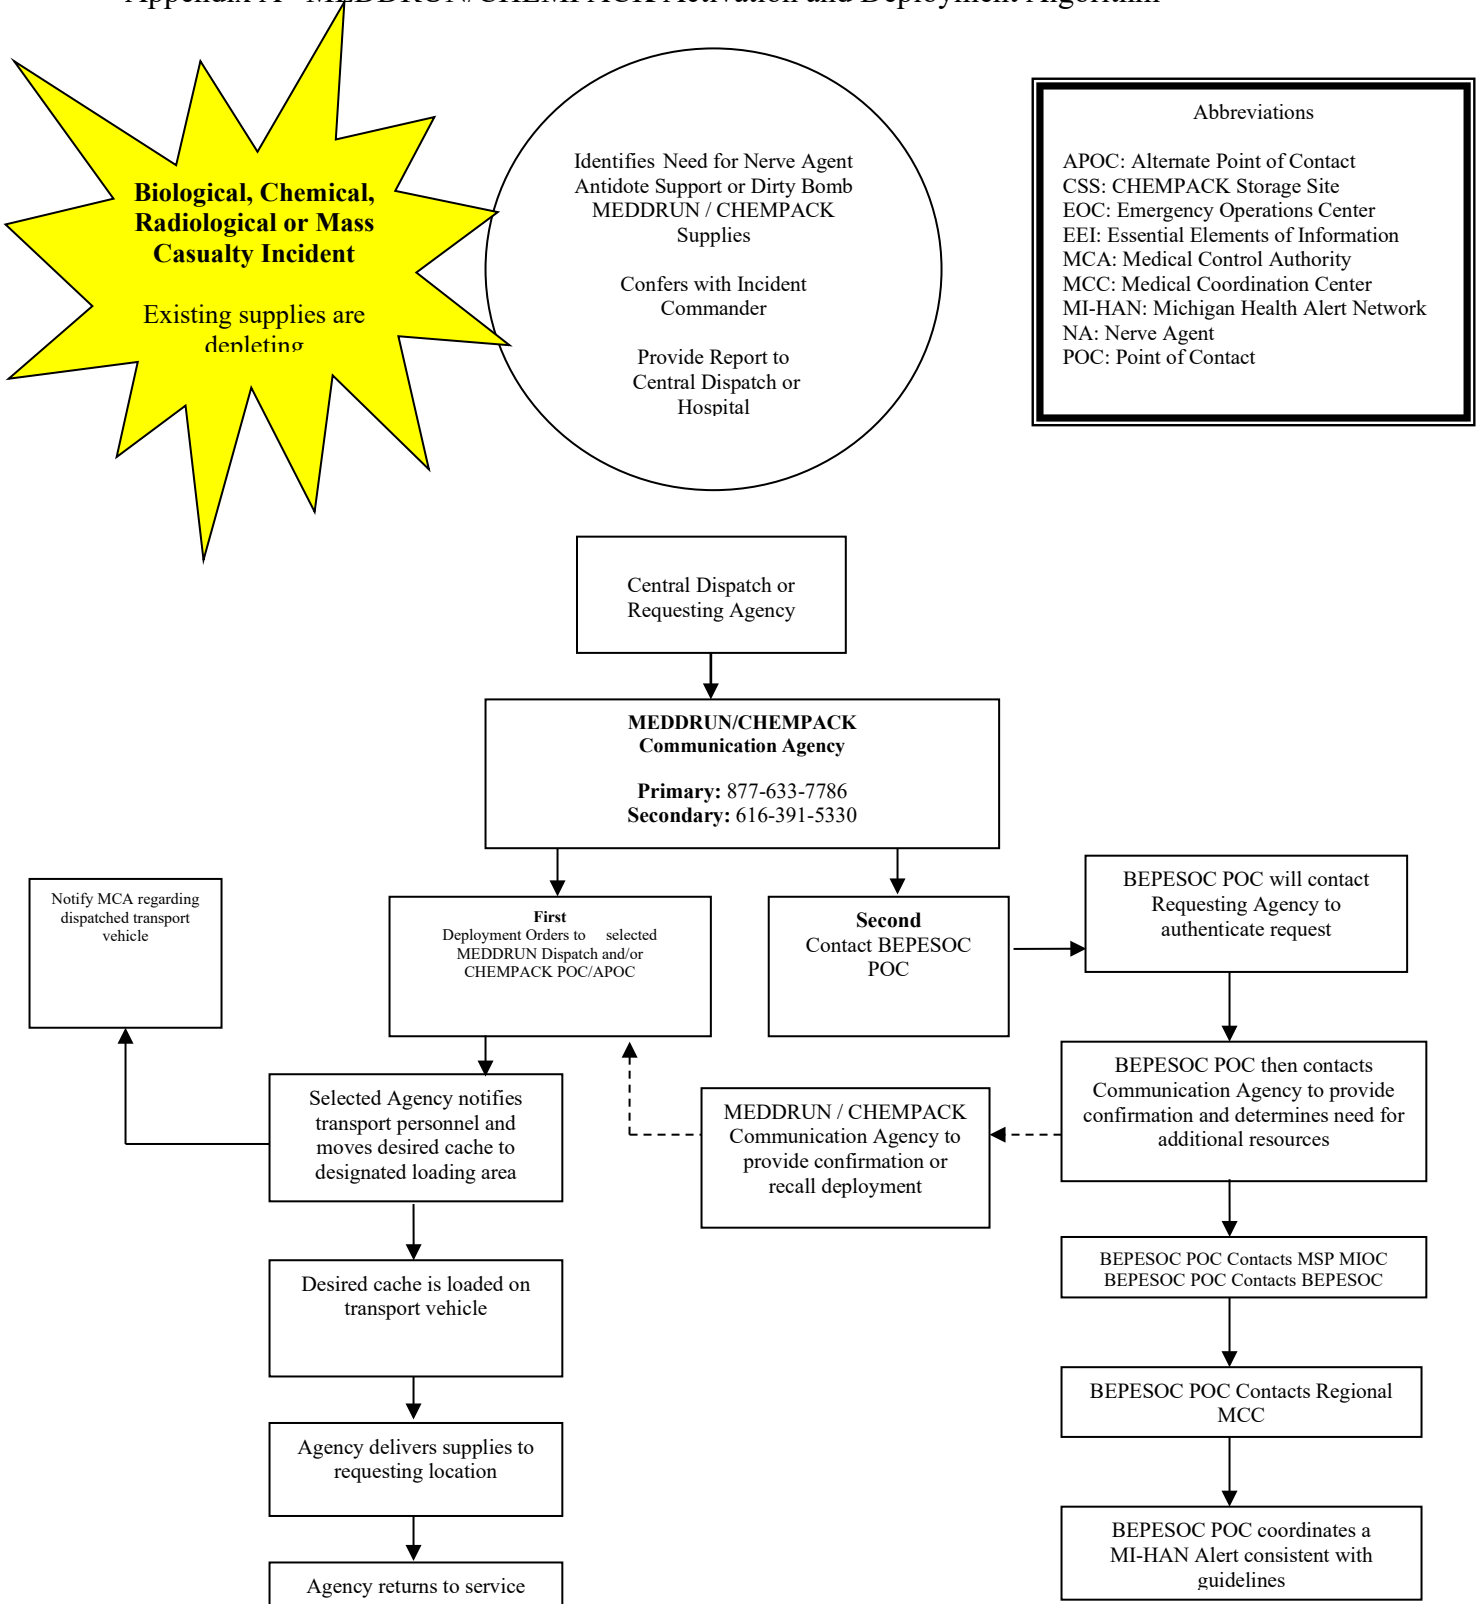 Appendix A - MEDDRUN/CHEMPACK Activation and Deployment Algorithm
Biological, Chemical,
Radiological or Mass
Casualty Incident
Existing supplies are
depleting
Identifies Need for Nerve Agent
Antidote Support or Dirty Bomb
MEDDRUN / CHEMPACK
Supplies
Confers with Incident
Commander
Provide Report to
Central Dispatch or
Hospital
Abbreviations
APOC: Alternate Point of Contact
CSS: CHEMPACK Storage Site
EOC: Emergency Operations Center
EEI: Essential Elements of Information
MCA: Medical Control Authority
MCC: Medical Coordination Center
MI-HAN: Michigan Health Alert Network
NA: Nerve Agent
POC: Point of Contact
Central Dispatch or
Requesting Agency
MEDDRUN/CHEMPACK
Communication Agency
Primary: 877-633-7786
Secondary: 616-391-5330
Notify MCA regarding
dispatched transport
vehicle
First
Deployment Orders to selected
MEDDRUN Dispatch and/or
CHEMPACK POC/APOC
Second
Contact BEPESOC
POC
BEPESOC POC will contact
Requesting Agency to
authenticate request
Selected Agency notifies
transport personnel and
moves desired cache to
designated loading area
MEDDRUN / CHEMPACK
Communication Agency to
provide confirmation or
recall deployment
BEPESOC POC then contacts
Communication Agency to provide
confirmation and determines need for
additional resources
Desired cache is loaded on
transport vehicle
BEPESOC POC Contacts MSP MIOC
BEPESOC POC Contacts BEPESOC
Agency delivers supplies to
requesting location
BEPESOC POC Contacts Regional
MCC
Agency returns to service
BEPESOC POC coordinates a
MI-HAN Alert consistent with
guidelines